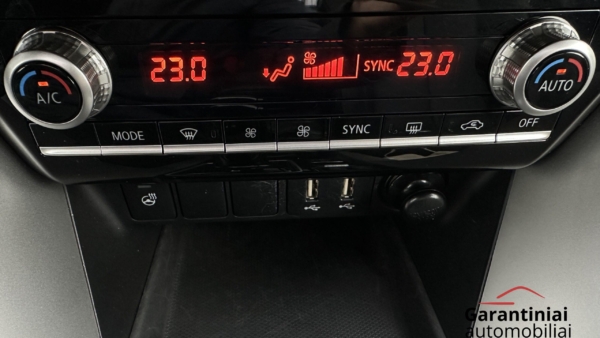 23.0
SYNC 23.0
A/C
AUTO
MODE
SYNC
OFF
Garantiniai
automobiliai